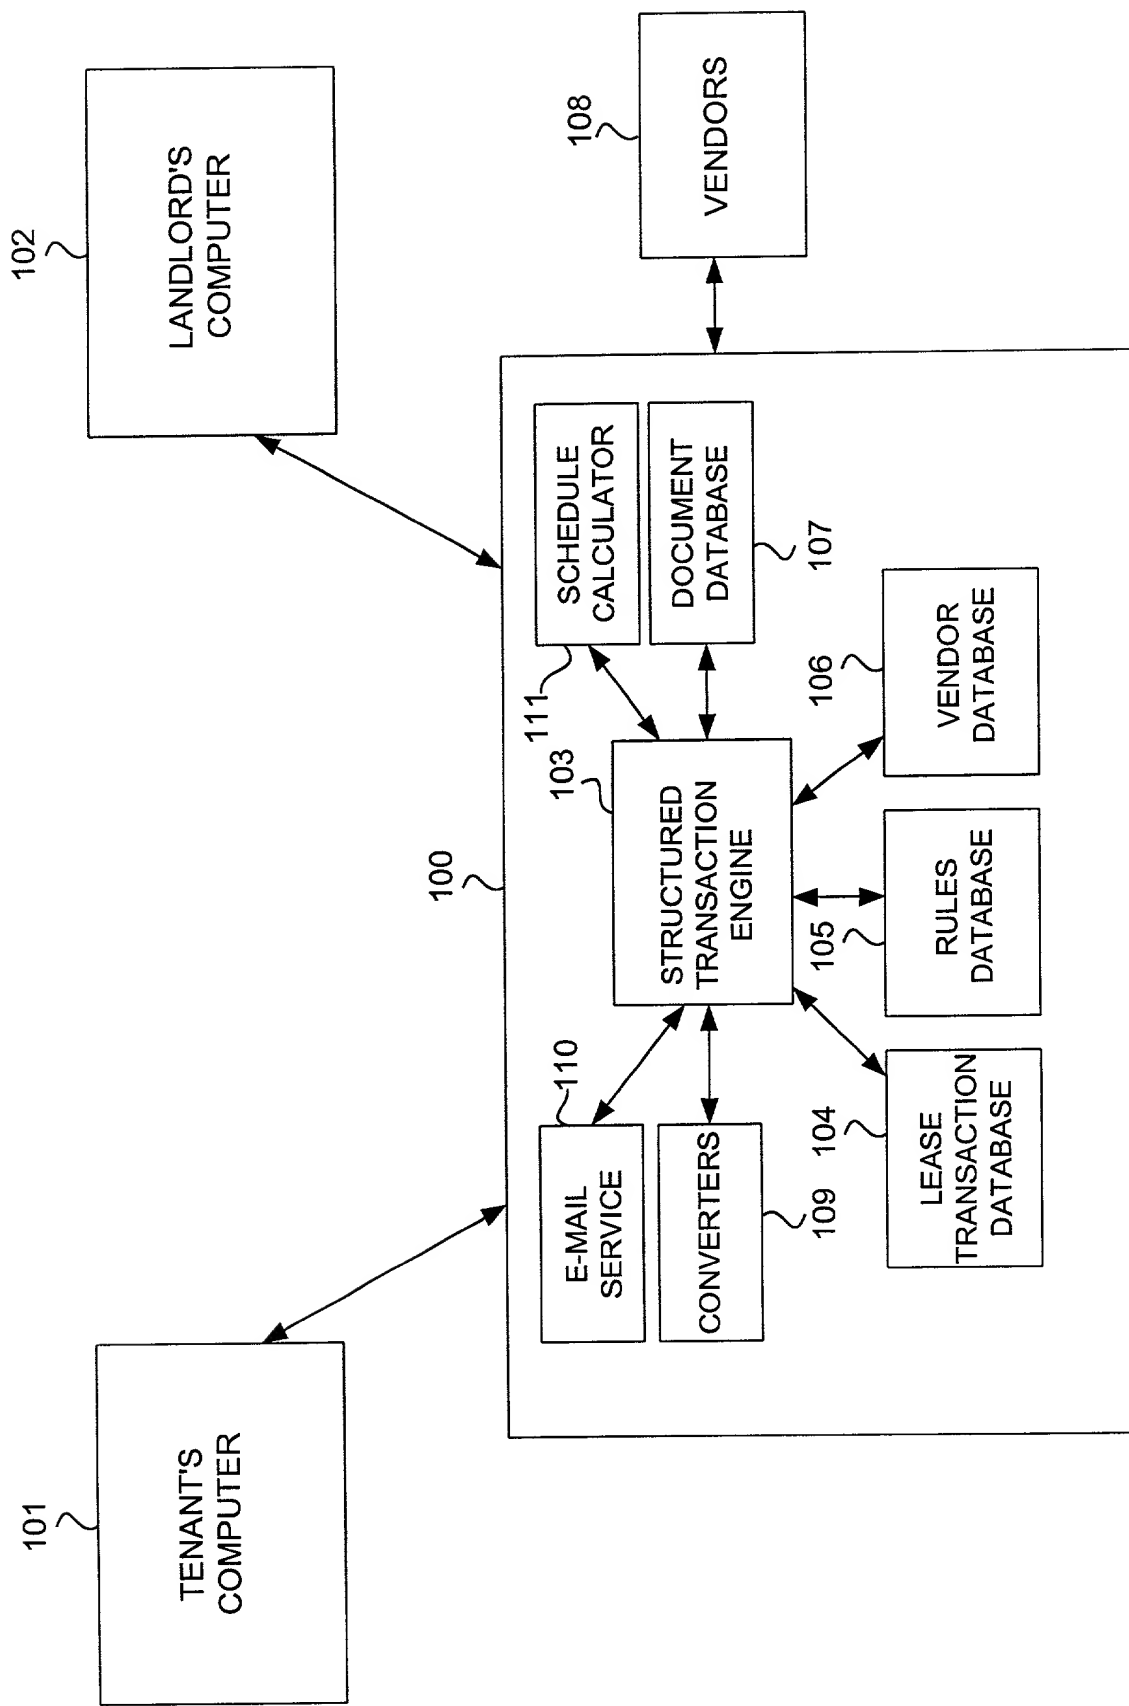 101
TENANT'S
COMPUTER
102
LANDLORD'S
COMPUTER
100
110
E-MAIL
SERVICE
CONVERTERS
109
103
STRUCTURED
TRANSACTION
ENGINE
111
SCHEDULE
CALCULATOR
DOCUMENT
DATABASE
107
108
VENDORS
104
LEASE
TRANSACTION
DATABASE
105
RULES
DATABASE
106
VENDOR
DATABASE